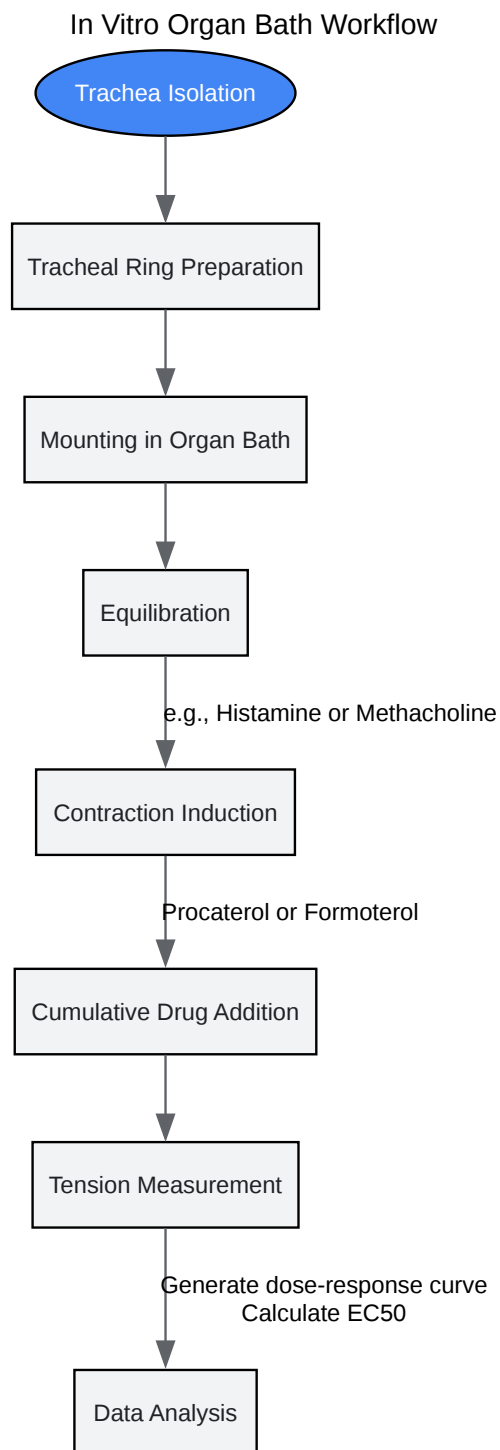 In Vitro Organ Bath Workflow
Trachea Isolation
Tracheal Ring Preparation
Mounting in Organ Bath
Equilibration
e.g., Histamine or Methacholine
Contraction Induction
Procaterol or Formoterol
Cumulative Drug Addition
Tension Measurement
Generate dose-response curve
Calculate EC50
Data Analysis